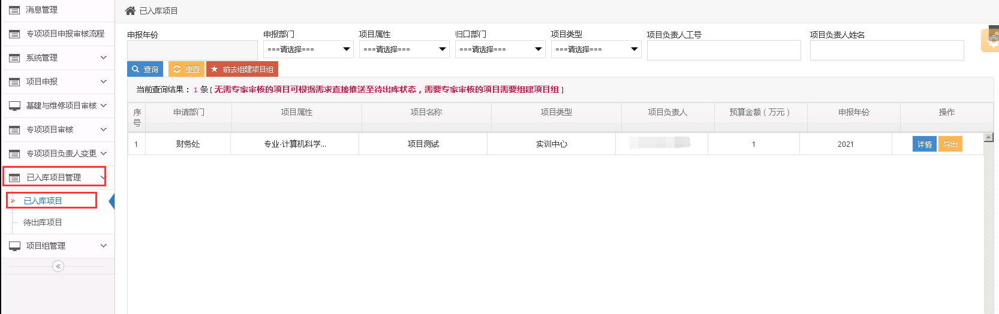 消息管理
专项项目申报审核流程
系统管理
项目申报
基建与维修项目审核
专项项目审核
专项项目负责人变更
已入库项目管理
已入库项目
待出库项目
项目组管理
已入库项目
申报年份
申报部门
项目属性
归口部门
项目类型
项目负责人工号
项目负责人姓名
===请选择===
===请选择===
===请选择===
===请选择===
查询
重置
前去组建项目组
当前查询结果：1 条 ( 无需专家审核的项目可根据需求直接推送至待出库状态，需要专家审核的项目需要组建项目组 )
序号 申请部门 项目属性 项目名称 项目类型 项目负责人 预算金额（万元） 申报年份 操作
1 财务处 专业-计算机科学... 项目测试 实训中心 1 2021 详情 导出